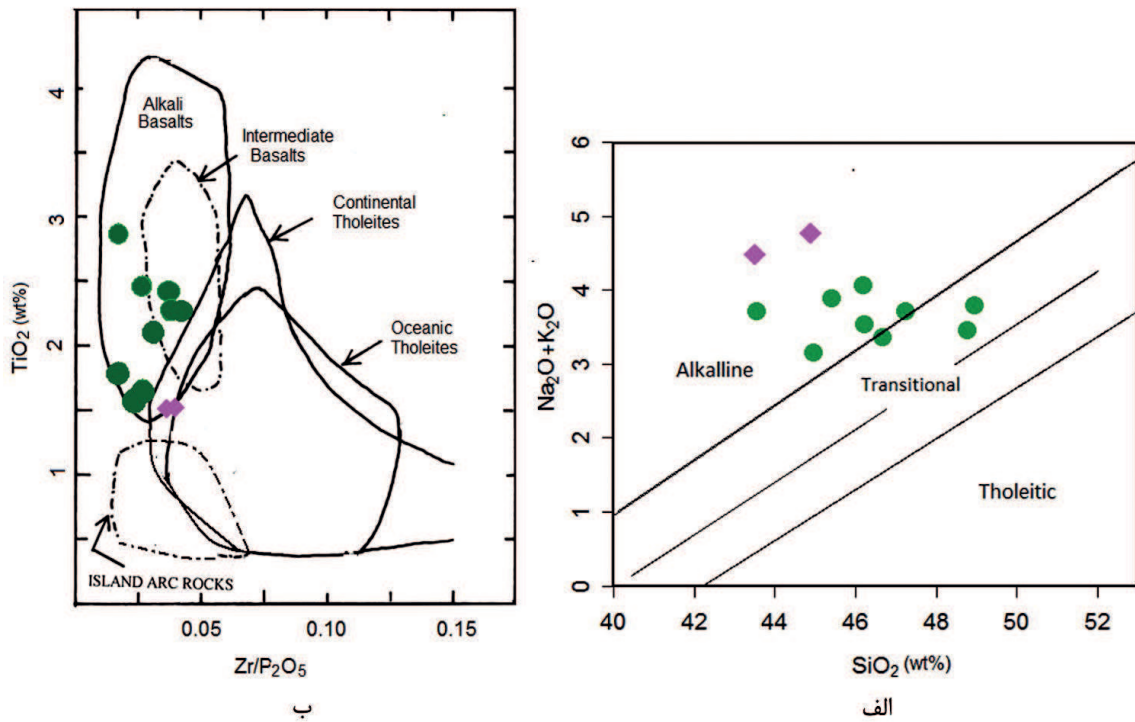 4
3
2
1
TiO₂ (wt%)
Alkali
Basalts
Intermediate
Basalts
Continental
Tholeites
Oceanic
Tholeites
ISLAND ARC ROCKS
0.05 0.10 0.15
Zr/P₂O₅
ب
6
5
4
3
2
1
0
Na₂O+K₂O
Alkalline
Transitional
Tholeitic
40 42 44 46 48 50 52
SiO₂ (wt%)
الف